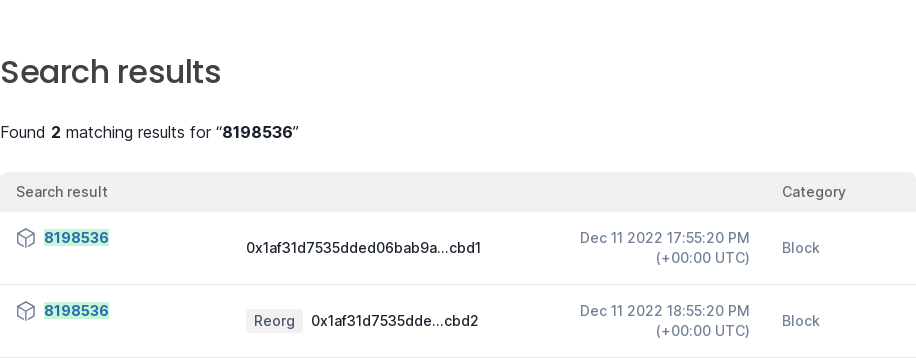 Search results
Found 2 matching results for “8198536”
Search result Category
8198536 0x1af31d7535dded06bab9a...cbd1 Dec 11 2022 17:55:20 PM (+00:00 UTC) Block
8198536 Reorg 0x1af31d7535dde...cbd2 Dec 11 2022 18:55:20 PM (+00:00 UTC) Block